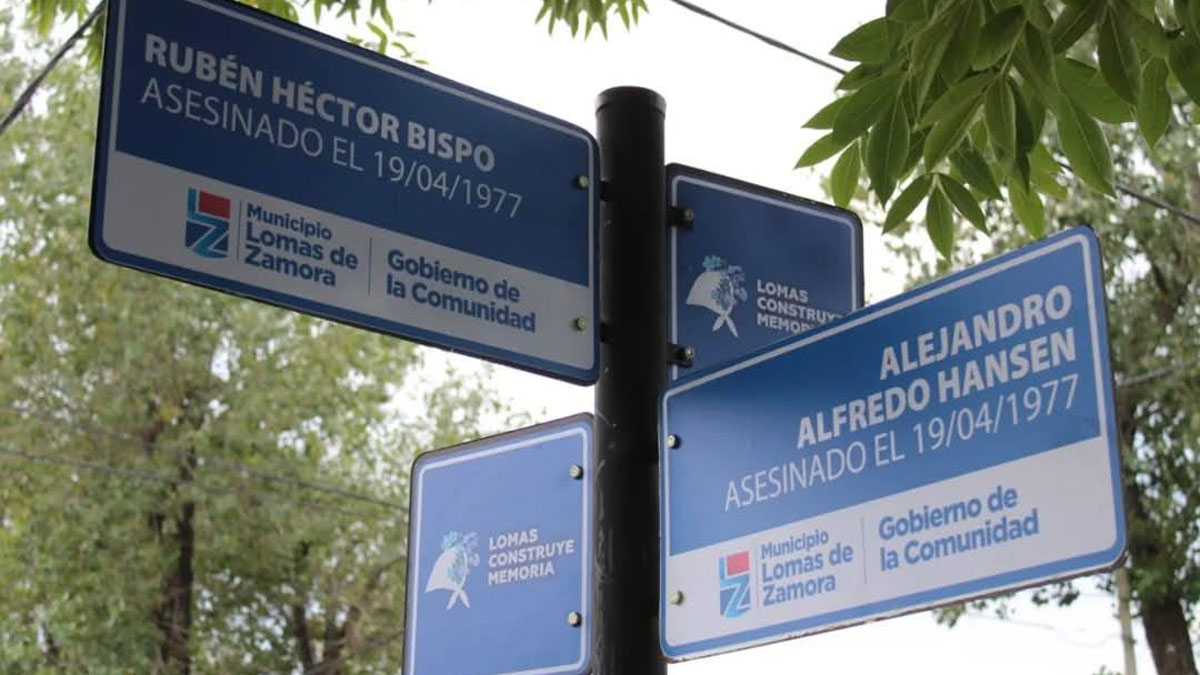 RUBÉN HÉCTOR BISPO
ASESINADO EL 19/04/1977
Municipio
Lomas de
Zamora
Gobierno de
la Comunidad
LOMAS
CONSTRUYE
MEMORIA
ALEJANDRO
ALFREDO HANSEN
ASESINADO EL 19/04/1977
Municipio
Lomas de
Zamora
Gobierno de
la Comunidad
LOMAS
CONSTRUYE
MEMORIA